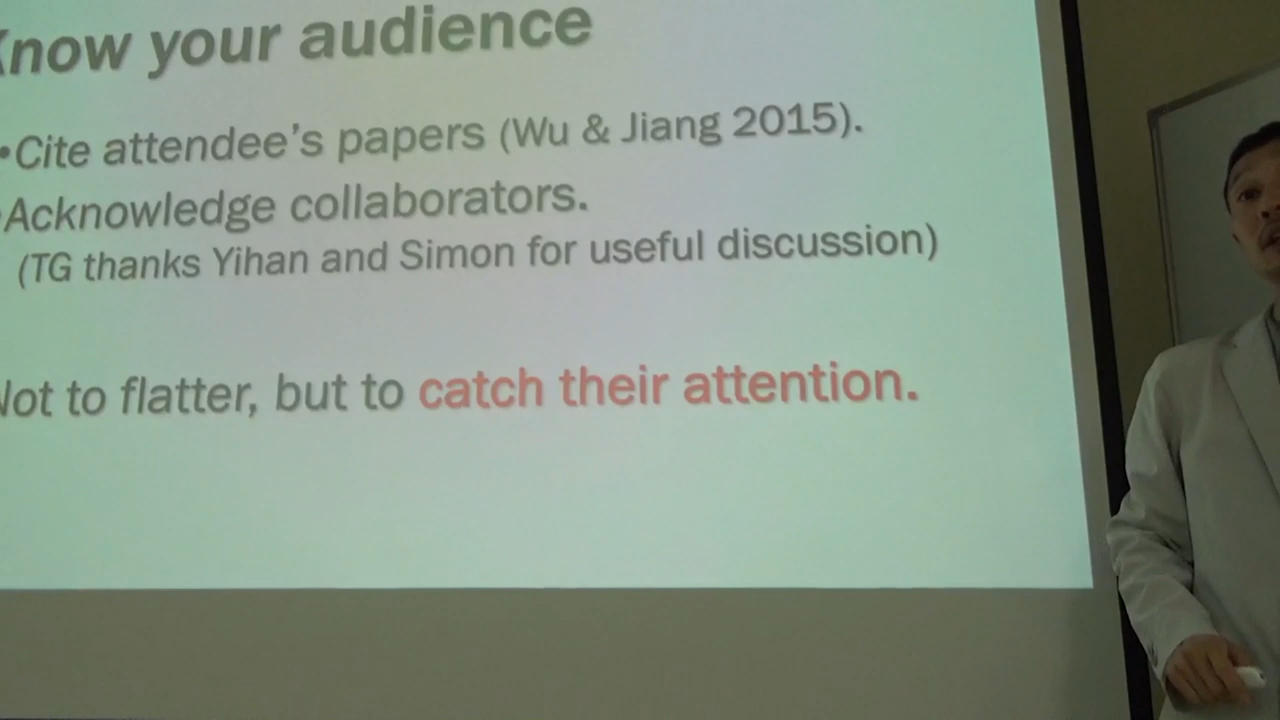 Know your audience
•Cite attendee's papers (Wu & Jiang 2015).
•Acknowledge collaborators.
(TG thanks Yihan and Simon for useful discussion)
Not to flatter, but to catch their attention.